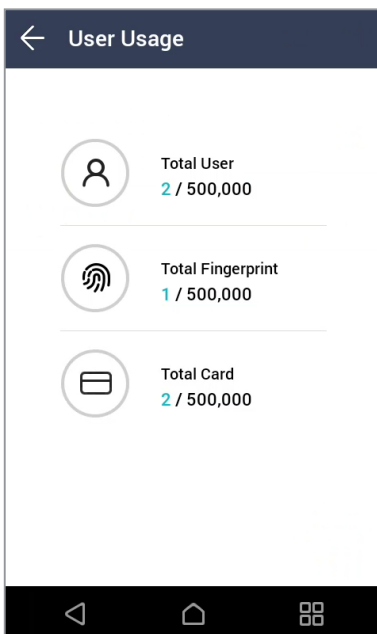 User Usage
Total User
2 / 500,000
Total Fingerprint
1 / 500,000
Total Card
2 / 500,000